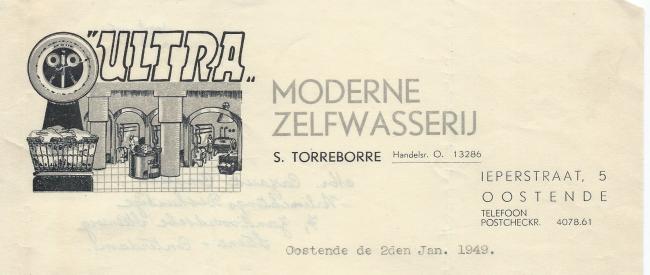 "ULTRA"
MODERNE
ZELFWASSERIJ
S. TORREBORRE Handelsr. O. 13286
IEPERSTRAAT, 5
OOSTENDE
TELEFOON
POSTCHECKR. 4078.61
Oostende de 2den Jan. 1949.